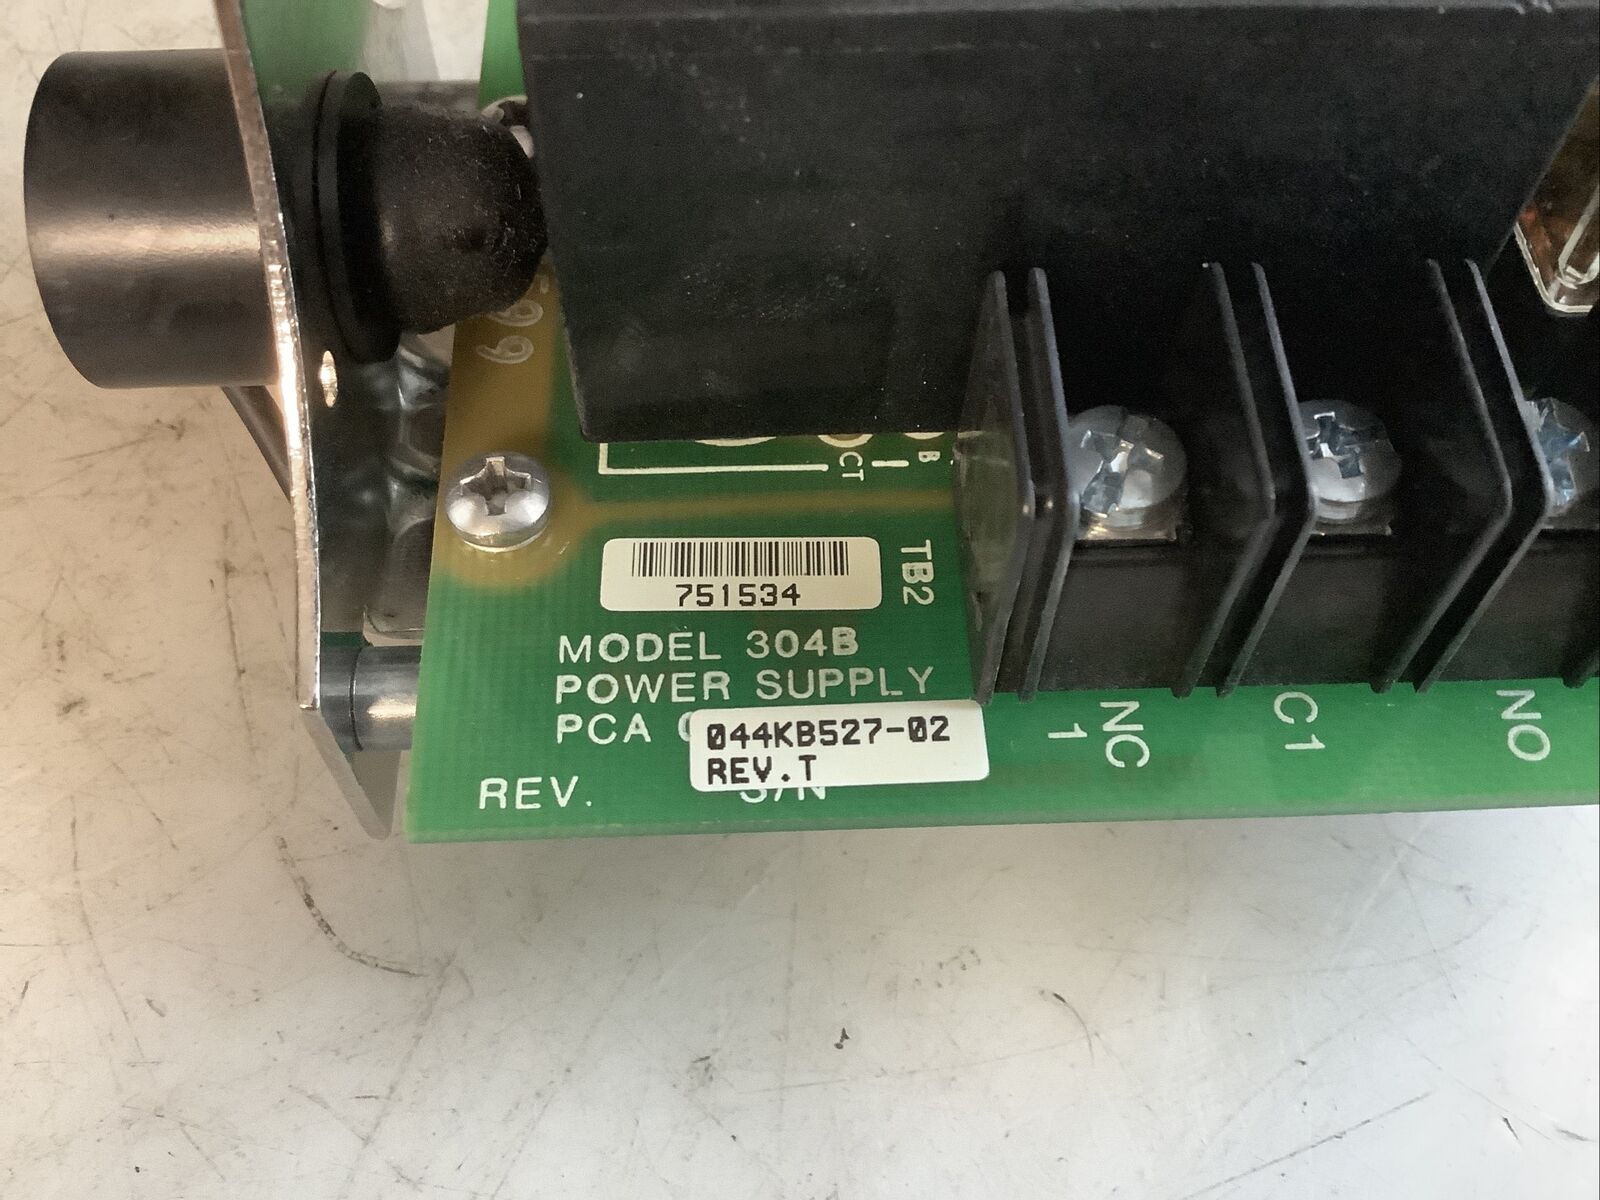 CT
B
751534
TB2
MODEL 304B
POWER SUPPLY
PCA
044KB527-02
REV.T
REV.
S/N
NC
1
C1
NO